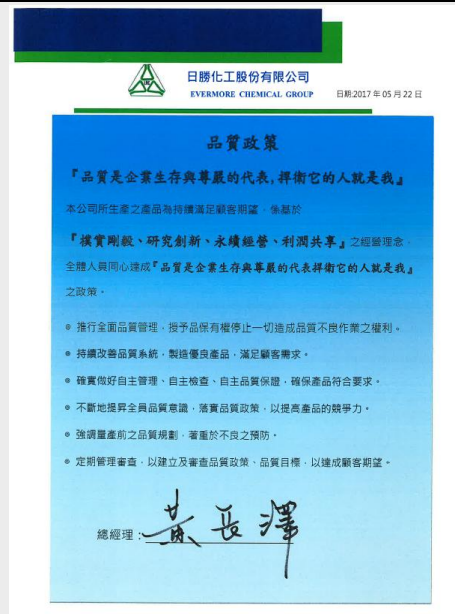 日勝化工股份有限公司
EVERMORE CHEMICAL GROUP
日期:2017 年 05 月 22 日
品質政策
『品質是企業生存與尊嚴的代表,捍衛它的人就是我』
本公司所生產之產品為持續滿足顧客期望，係基於
『樸實剛毅、研究創新、永續經營、利潤共享』之經營理念，
全體人員同心達成『品質是企業生存與尊嚴的代表捍衛它的人就是我』
之政策。
◎ 推行全面品質管理，授予品保有權停止一切造成品質不良作業之權利。
◎ 持續改善品質系統，製造優良產品，滿足顧客需求。
◎ 確實做好自主管理、自主檢查、自主品質保證，確保產品符合要求。
◎ 不斷地提昇全員品質意識，落實品質政策，以提高產品的競爭力。
◎ 強調量產前之品質規劃，著重於不良之預防。
◎ 定期管理審查，以建立及審查品質政策、品質目標，以達成顧客期望。
總經理：黃長澤